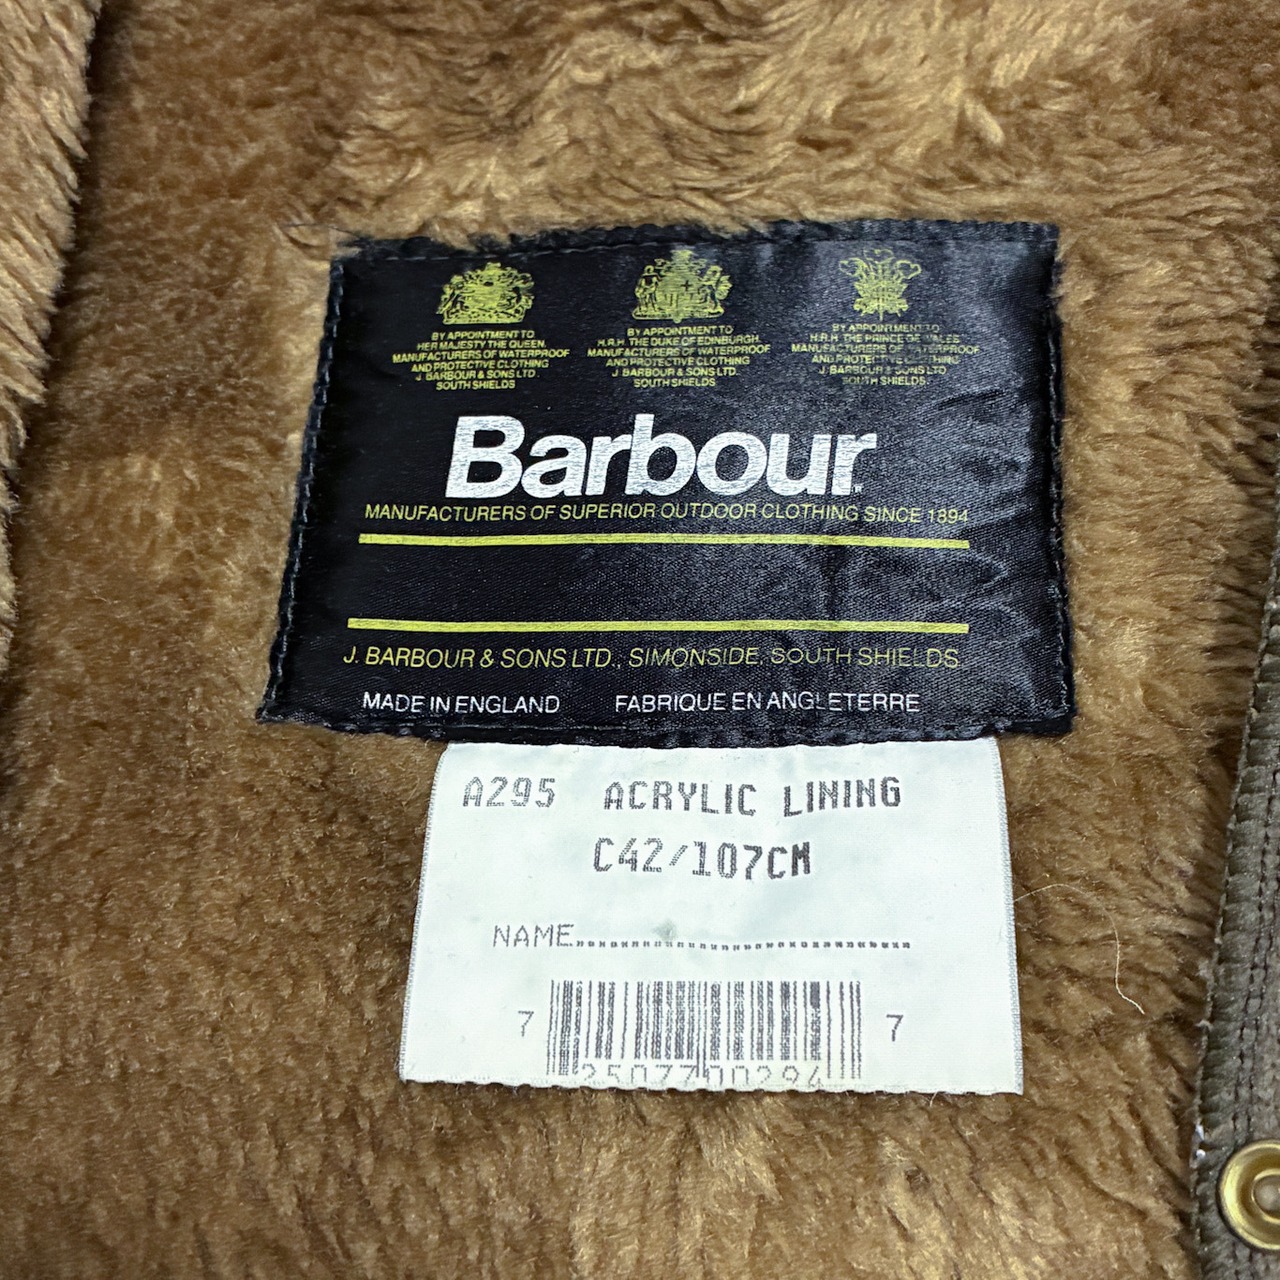 BY APPOINTMENT TO
HER MAJESTY THE QUEEN.
MANUFACTURERS OF WATERPROOF
AND PROTECTIVE CLOTHING
J. BARBOUR & SONS LTD.
SOUTH SHIELDS
BY APPOINTMENT TO
H.R.H. THE DUKE OF EDINBURGH.
MANUFACTURERS OF WATERPROOF
AND PROTECTIVE CLOTHING
J. BARBOUR & SONS LTD.
SOUTH SHIELDS
BY APPOINTMENT TO
H.R.H. THE PRINCE OF WALES
MANUFACTURERS OF WATERPROOF
AND PROTECTIVE CLOTHING
J. BARBOUR & SONS LTD
SOUTH SHIELDS.
Barbour
MANUFACTURERS OF SUPERIOR OUTDOOR CLOTHING SINCE 1894
J. BARBOUR & SONS LTD., SIMONSIDE, SOUTH SHIELDS
MADE IN ENGLAND FABRIQUE EN ANGLETERRE
A295 ACRYLIC LINING
C42/107CM
NAME........................................
7 7